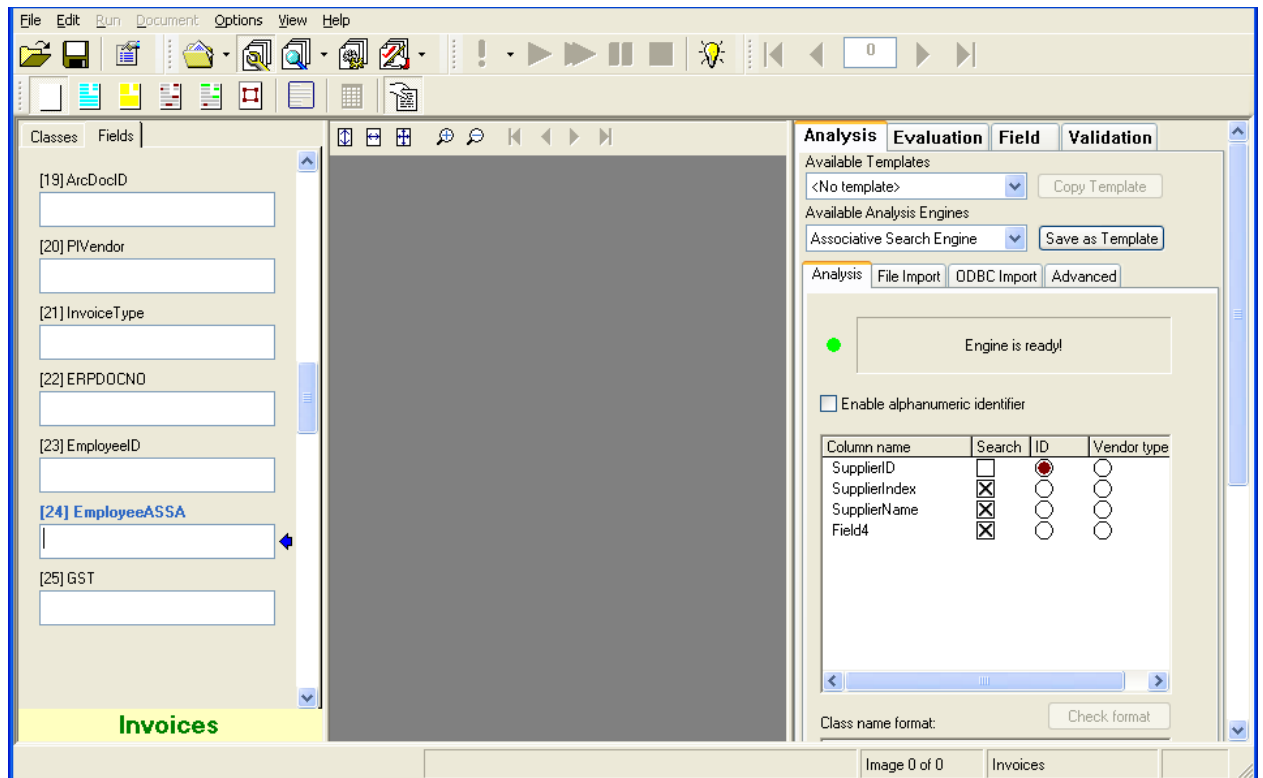 File Edit Run Document Options View Help
0
Classes Fields
[19] ArcDocID
[20] PIVendor
[21] InvoiceType
[22] ERPDOCNO
[23] EmployeeID
[24] EmployeeASSA
[25] GST
Invoices
Analysis Evaluation Field Validation
Available Templates
<No template> Copy Template
Available Analysis Engines
Associative Search Engine Save as Template
Analysis File Import ODBC Import Advanced
Engine is ready!
Enable alphanumeric identifier
Column name Search ID Vendor type
SupplierID
SupplierIndex
SupplierName
Field4
Class name format: Check format
Image 0 of 0 Invoices